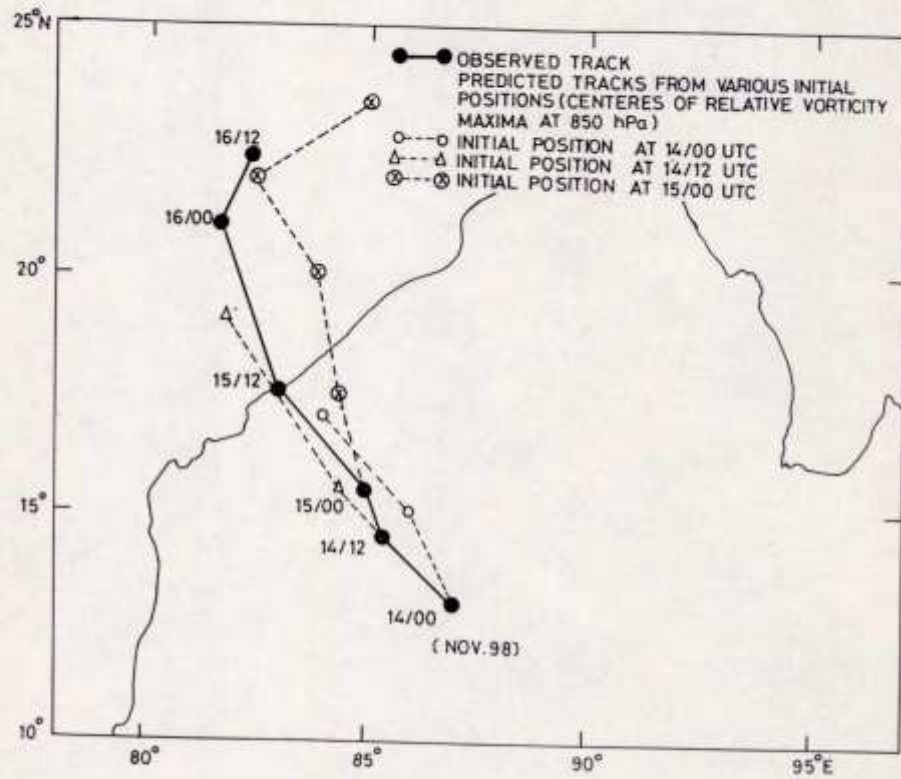 25°N
OBSERVED TRACK
PREDICTED TRACKS FROM VARIOUS INITIAL
POSITIONS (CENTERES OF RELATIVE VORTICITY
MAXIMA AT 850 hPa)
INITIAL POSITION AT 14/00 UTC
INITIAL POSITION AT 14/12 UTC
INITIAL POSITION AT 15/00 UTC
16/12
16/00
20°
15/12
15/00
15°
14/12
14/00
(NOV. 98)
10°
80°
85°
90°
95°E